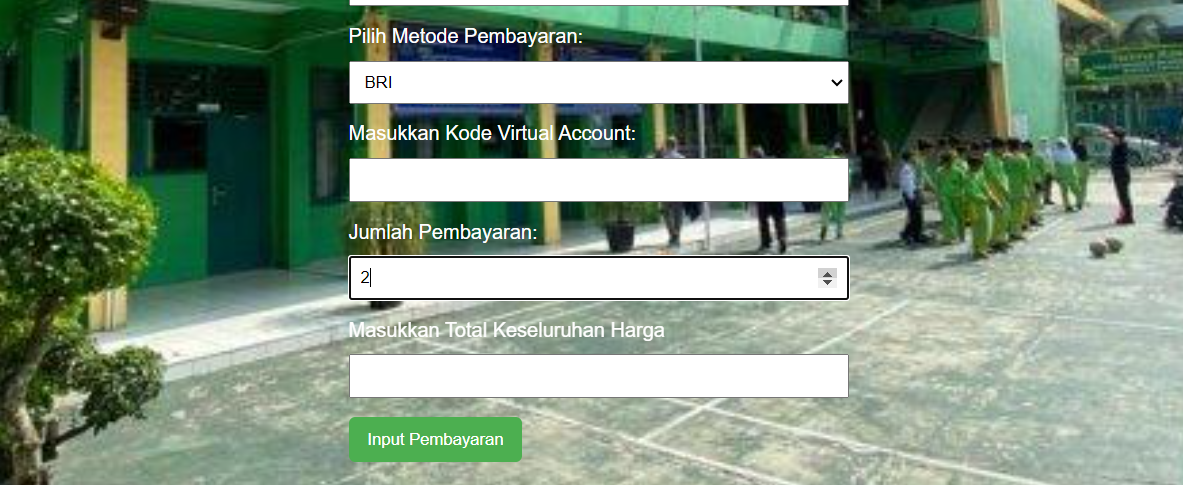 Pilih Metode Pembayaran:
BRI
Masukkan Kode Virtual Account:
Jumlah Pembayaran:
2
Masukkan Total Keseluruhan Harga
Input Pembayaran